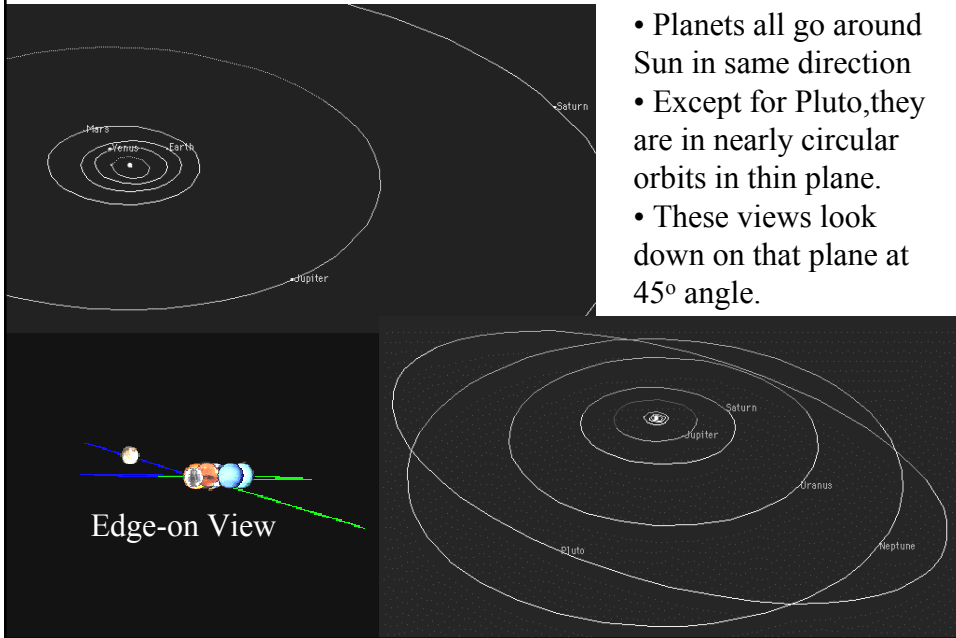 • Planets all go around
Sun in same direction
• Except for Pluto,they
are in nearly circular
orbits in thin plane.
• These views look
down on that plane at
45º angle.
Saturn
Mars
Venus
Earth
Jupiter
Edge-on View
Saturn
Jupiter
Uranus
Pluto
Neptune